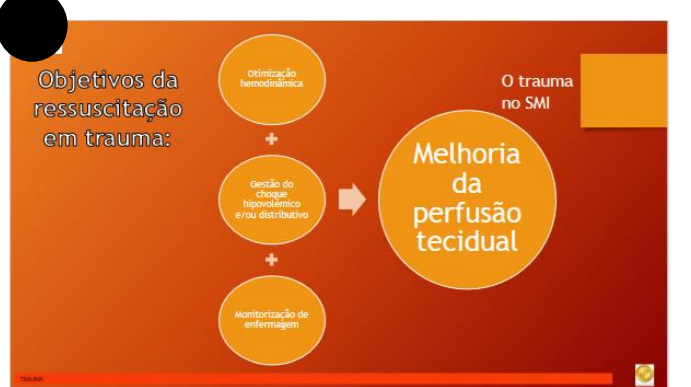 Objetivos da
ressuscitação
em trauma:
Otimização
hemodinâmica
+
Gestão do
choque
hipovolémico
e/ou distributivo
+
Monitorização de
enfermagem
O trauma
no SMI
Melhoria
da
perfusão
tecidual
TRAUMA